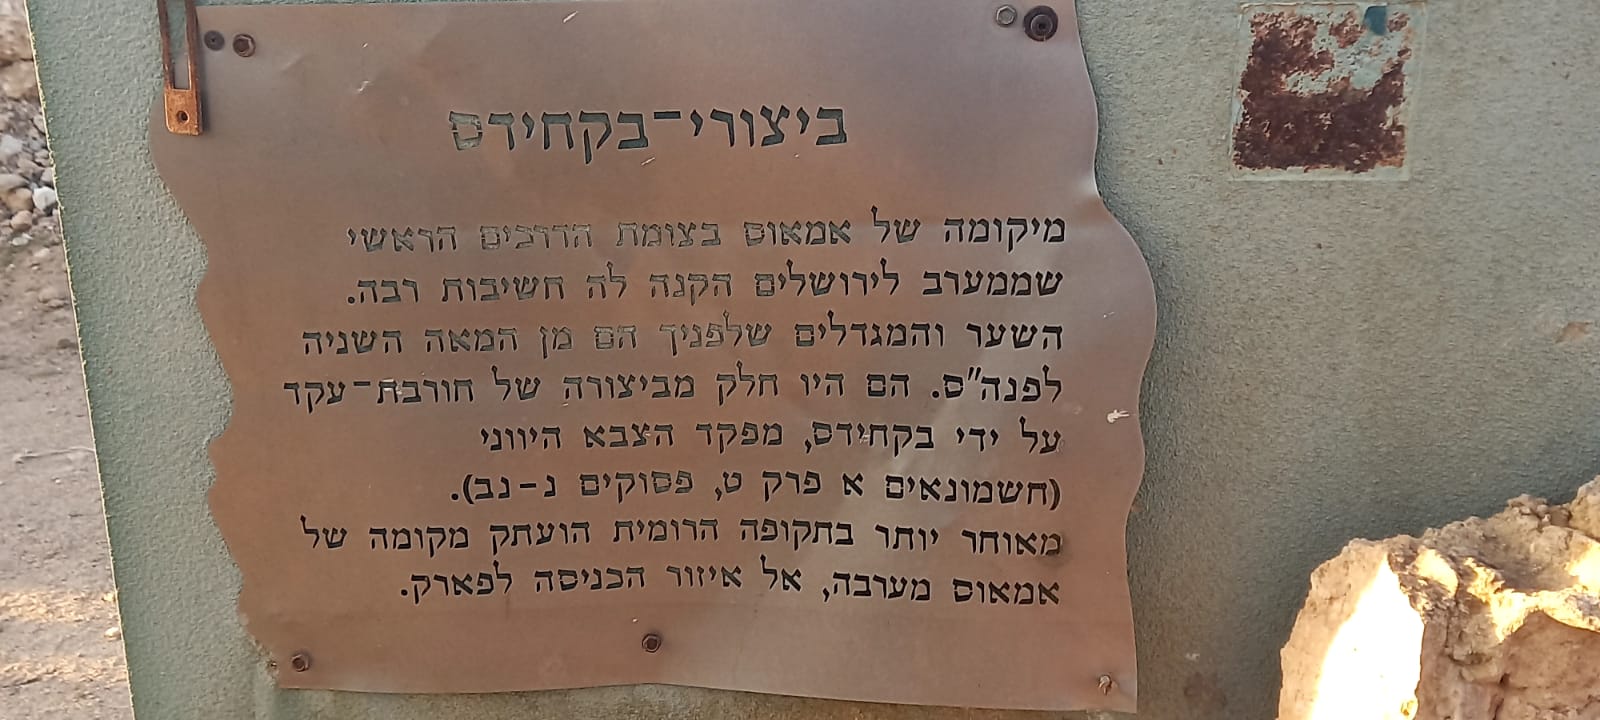 ביצורי-בקחידס
מיקומה של אמאוס בצומת הדרכים הראשי
שממערב לירושלים הקנה לה חשיבות רבה.
השער והמגדלים שלפניך הם מן המאה השניה
לפנה"ס. הם היו חלק מביצורה של חורבת-עקד
על ידי בקחידס, מפקד הצבא היווני
(חשמונאים א פרק ט, פסוקים נ-נב).
מאוחר יותר בתקופה הרומית הועתק מקומה של
אמאוס מערבה, אל איזור הכניסה לפארק.